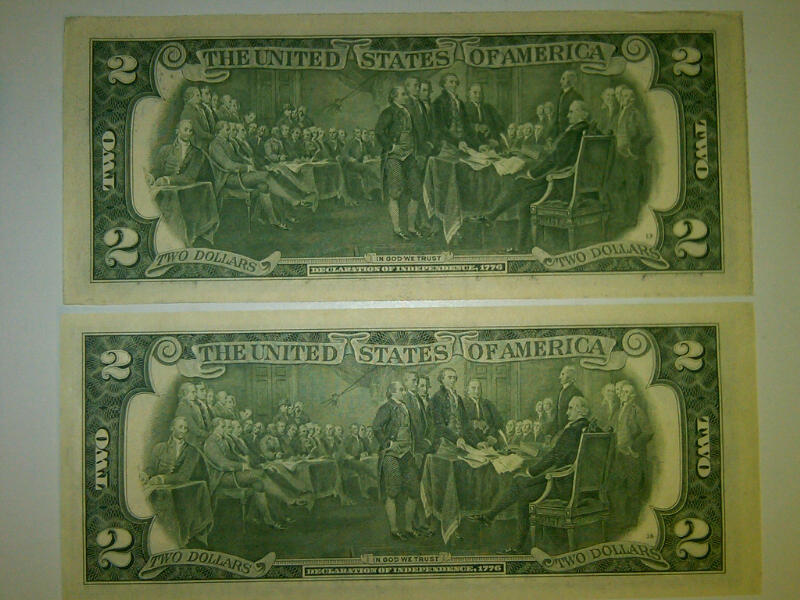 THE UNITED STATES OF AMERICA
2 2
TWO TWO
2 2
TWO DOLLARS IN GOD WE TRUST TWO DOLLARS
DECLARATION OF INDEPENDENCE, 1776
THE UNITED STATES OF AMERICA
2 2
TWO TWO
2 2
TWO DOLLARS IN GOD WE TRUST TWO DOLLARS
DECLARATION OF INDEPENDENCE, 1776